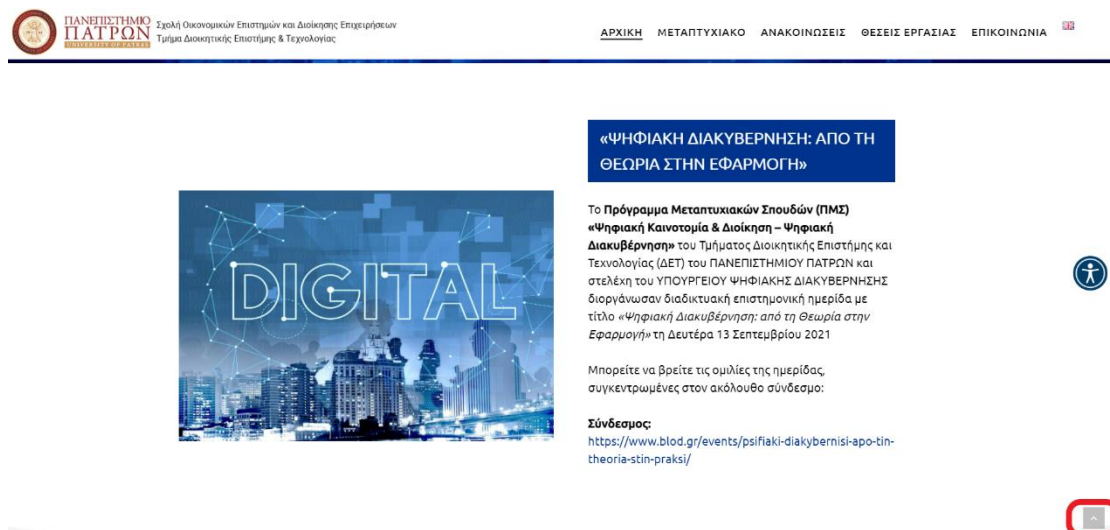 ΠΑΝΕΠΙΣΤΗΜΙΟ
ΠΑΤΡΩΝ
UNIVERSITY OF PATRAS
Σχολή Οικονομικών Επιστημών και Διοίκησης Επιχειρήσεων
Τμήμα Διοικητικής Επιστήμης & Τεχνολογίας
ΑΡΧΙΚΗ ΜΕΤΑΠΤΥΧΙΑΚΟ ΑΝΑΚΟΙΝΩΣΕΙΣ ΘΕΣΕΙΣ ΕΡΓΑΣΙΑΣ ΕΠΙΚΟΙΝΩΝΙΑ
DIGITAL
«ΨΗΦΙΑΚΗ ΔΙΑΚΥΒΕΡΝΗΣΗ: ΑΠΟ ΤΗ
ΘΕΩΡΙΑ ΣΤΗΝ ΕΦΑΡΜΟΓΗ»
Το Πρόγραμμα Μεταπτυχιακών Σπουδών (ΠΜΣ)
«Ψηφιακή Καινοτομία & Διοίκηση – Ψηφιακή
Διακυβέρνηση» του Τμήματος Διοικητικής Επιστήμης και
Τεχνολογίας (ΔΕΤ) του ΠΑΝΕΠΙΣΤΗΜΙΟΥ ΠΑΤΡΩΝ και
στελέχη του ΥΠΟΥΡΓΕΙΟΥ ΨΗΦΙΑΚΗΣ ΔΙΑΚΥΒΕΡΝΗΣΗΣ
διοργάνωσαν διαδικτυακή επιστημονική ημερίδα με
τίτλο «Ψηφιακή Διακυβέρνηση: από τη Θεωρία στην
Εφαρμογή» τη Δευτέρα 13 Σεπτεμβρίου 2021
Μπορείτε να βρείτε τις ομιλίες της ημερίδας,
συγκεντρωμένες στον ακόλουθο σύνδεσμο:
Σύνδεσμος:
https://www.blod.gr/events/psifiaki-diakybernisi-apo-tin-
theoria-stin-praksi/